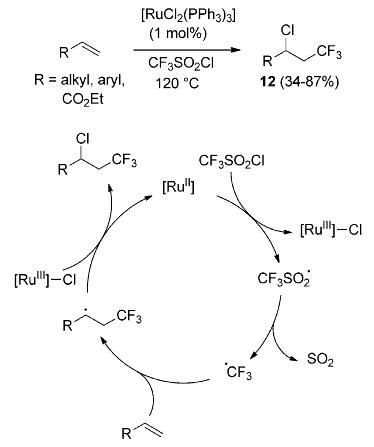 [RuCl2(PPh3)3]
(1 mol%)
R
CF3SO2Cl
120 °C
R = alkyl, aryl,
CO2Et
Cl
R
CF3
12 (34-87%)
Cl
R
CF3
CF3SO2Cl
[RuII]
[RuIII]–Cl
[RuIII]–Cl
CF3SO2•
R
•
CF3
SO2
•CF3
R